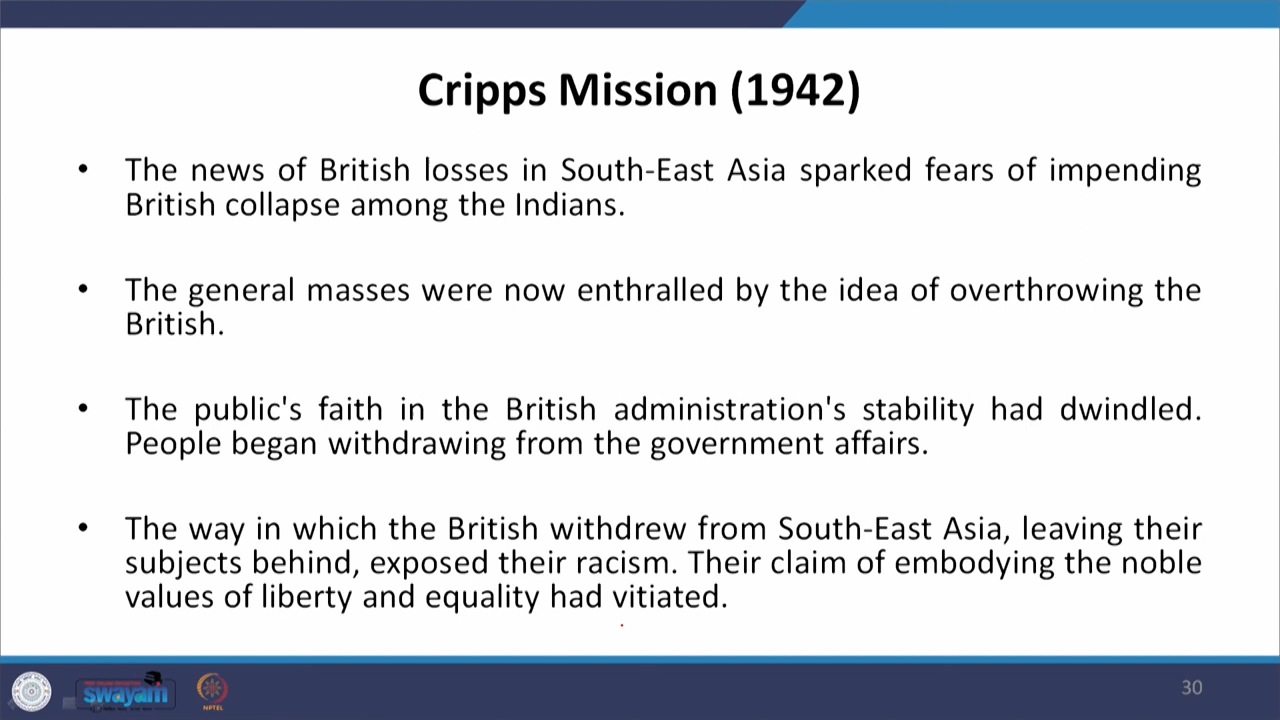 Cripps Mission (1942)
• The news of British losses in South-East Asia sparked fears of impending
British collapse among the Indians.
• The general masses were now enthralled by the idea of overthrowing the
British.
• The public's faith in the British administration's stability had dwindled.
People began withdrawing from the government affairs.
• The way in which the British withdrew from South-East Asia, leaving their
subjects behind, exposed their racism. Their claim of embodying the noble
values of liberty and equality had vitiated.
swayam
NPTEL
30